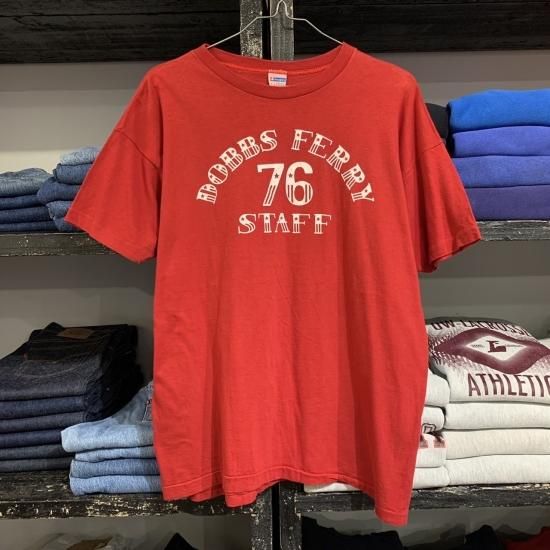 DOBBS FERRY
76
STAFF
ATHLETIC